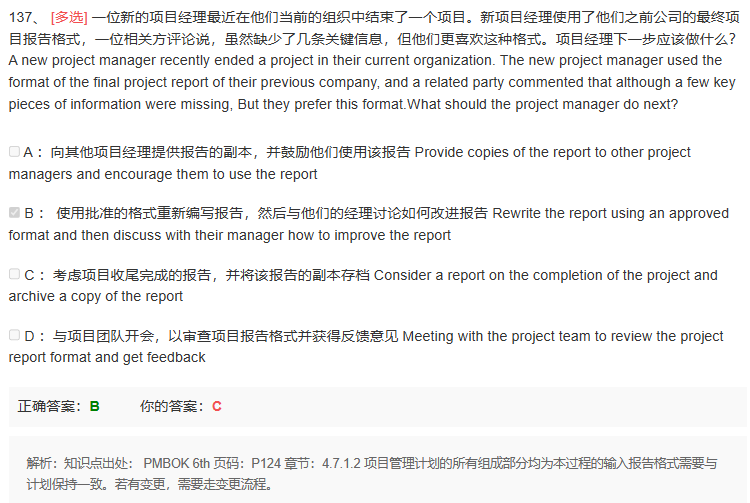 137、 [多选] 一位新的项目经理最近在他们当前的组织中结束了一个项目。新项目经理使用了他们之前公司的最终项
目报告格式，一位相关方评论说，虽然缺少了几条关键信息，但他们更喜欢这种格式。项目经理下一步应该做什么?
A new project manager recently ended a project in their current organization. The new project manager used the
format of the final project report of their previous company, and a related party commented that although a few key
pieces of information were missing, But they prefer this format.What should the project manager do next?
A： 向其他项目经理提供报告的副本，并鼓励他们使用该报告 Provide copies of the report to other project
managers and encourage them to use the report
B： 使用批准的格式重新编写报告，然后与他们的经理讨论如何改进报告 Rewrite the report using an approved
format and then discuss with their manager how to improve the report
C： 考虑项目收尾完成的报告，并将该报告的副本存档 Consider a report on the completion of the project and
archive a copy of the report
D： 与项目团队开会，以审查项目报告格式并获得反馈意见 Meeting with the project team to review the project
report format and get feedback
正确答案：B 你的答案：C
解析：知识点出处： PMBOK 6th 页码：P124 章节：4.7.1.2 项目管理计划的所有组成部分均为本过程的输入报告格式需要与
计划保持一致。若有变更，需要走变更流程。